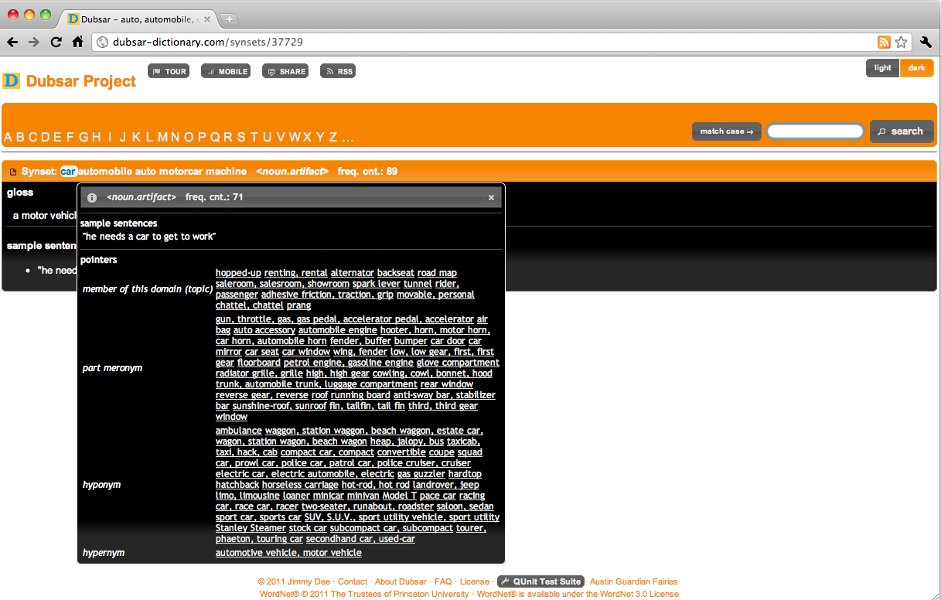 Dubsar – auto, automobile, c
dubsar-dictionary.com/synsets/37729
D Dubsar Project
TOUR MOBILE SHARE RSS
light dark
A B C D E F G H I J K L M N O P Q R S T U V W X Y Z ...
match case → search
Synset: car automobile auto motorcar machine <noun.artifact> freq. cnt.: 89
gloss
a motor vehicl
sample senten
• "he need
<noun.artifact> freq. cnt.: 71
sample sentences
"he needs a car to get to work"
pointers
member of this domain (topic)
hopped-up renting, rental alternator backseat road map
saleroom, salesroom, showroom spark lever tunnel rider,
passenger adhesive friction, traction, grip movable, personal
chattel, chattel prang
part meronym
gun, throttle, gas, gas pedal, accelerator pedal, accelerator air
bag auto accessory automobile engine hooter, horn, motor horn,
car horn, automobile horn fender, buffer bumper car door car
mirror car seat car window wing, fender low, low gear, first, first
gear floorboard petrol engine, gasoline engine glove compartment
radiator grille, grille high, high gear cowling, cowl, bonnet, hood
trunk, automobile trunk, luggage compartment rear window
reverse gear, reverse roof running board anti-sway bar, stabilizer
bar sunshine-roof, sunroof fin, tailfin, tail fin third, third gear
window
hyponym
ambulance waggon, station waggon, beach waggon, estate car,
wagon, station wagon, beach wagon heap, jalopy, bus taxicab,
taxi, hack, cab compact car, compact convertible coupe squad
car, prowl car, police car, patrol car, police cruiser, cruiser
electric car, electric automobile, electric gas guzzler hardtop
hatchback horseless carriage hot-rod, hot rod landrover, jeep
limo, limousine loaner minicar minivan Model T pace car racing
car, race car, racer two-seater, runabout, roadster saloon, sedan
sport car, sports car SUV, S.U.V., sport utility vehicle, sport utility
Stanley Steamer stock car subcompact car, subcompact tourer,
phaeton, touring car secondhand car, used-car
hypernym
automotive vehicle, motor vehicle
© 2011 Jimmy Dee · Contact · About Dubsar · FAQ · License · QUnit Test Suite Austin Guardian Fairies
WordNet® © 2011 The Trustees of Princeton University · WordNet® is available under the WordNet 3.0 License